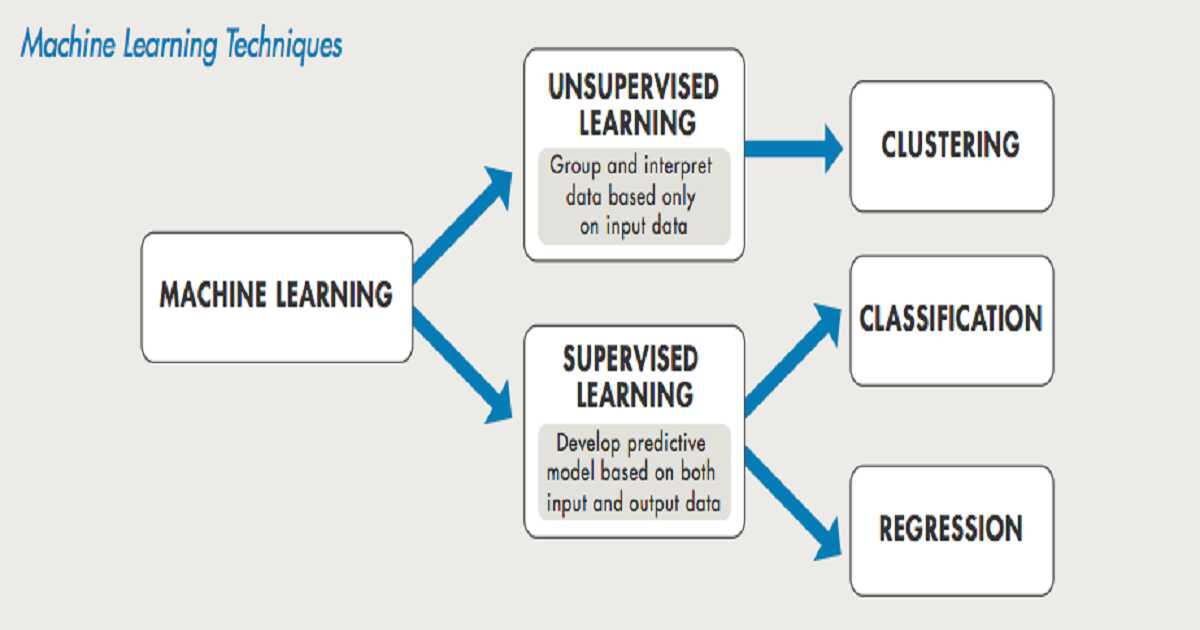 Machine Learning Techniques
MACHINE LEARNING
UNSUPERVISED
LEARNING
Group and interpret
data based only
on input data
CLUSTERING
SUPERVISED
LEARNING
Develop predictive
model based on both
input and output data
CLASSIFICATION
REGRESSION